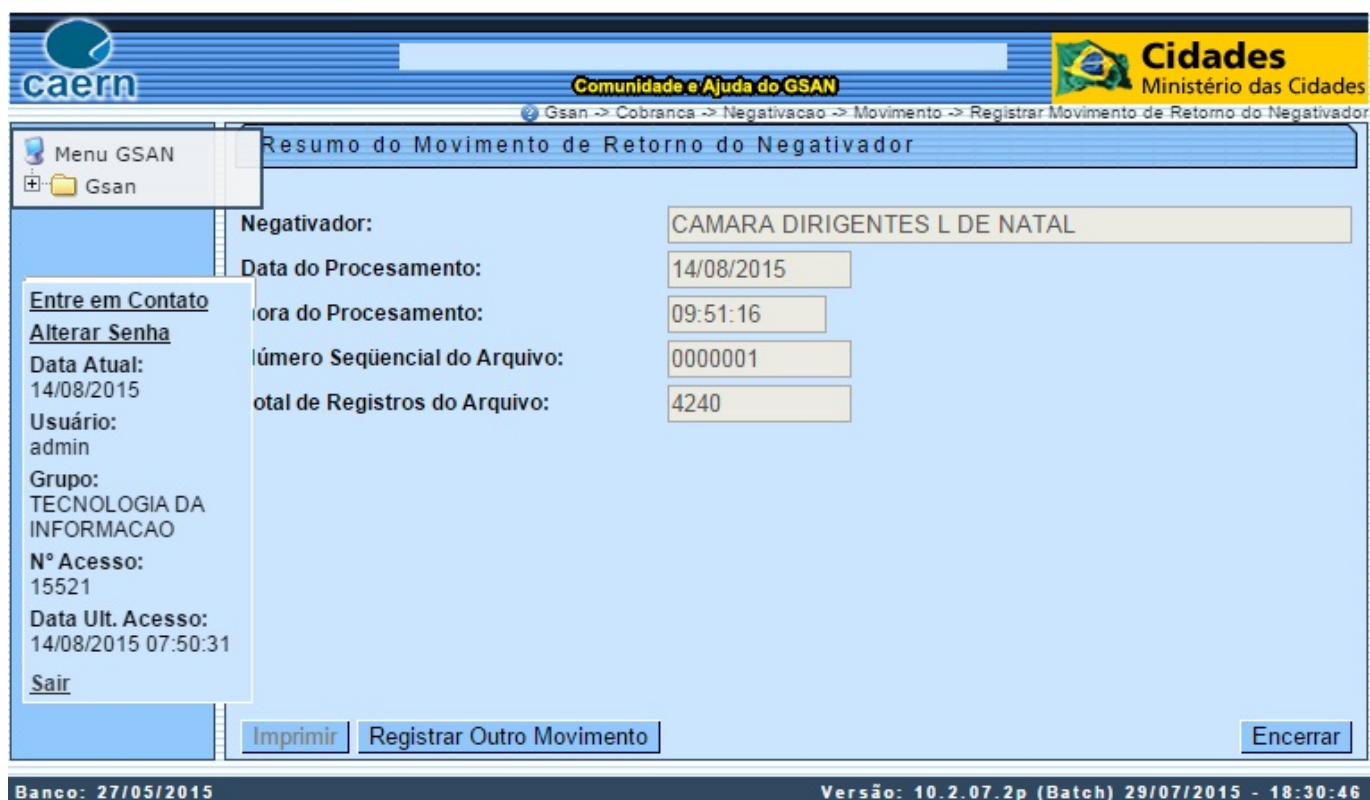 caern
Comunidade e Ajuda do GSAN
Cidades
Ministério das Cidades
Gsan -> Cobranca -> Negativacao -> Movimento -> Registrar Movimento de Retorno do Negativador
Menu GSAN
Gsan
Resumo do Movimento de Retorno do Negativador
Negativador: CAMARA DIRIGENTES L DE NATAL
Data do Procesamento: 14/08/2015
ora do Procesamento: 09:51:16
úmero Seqüencial do Arquivo: 0000001
otal de Registros do Arquivo: 4240
Entre em Contato
Alterar Senha
Data Atual:
14/08/2015
Usuário:
admin
Grupo:
TECNOLOGIA DA
INFORMACAO
Nº Acesso:
15521
Data Ult. Acesso:
14/08/2015 07:50:31
Sair
Imprimir Registrar Outro Movimento Encerrar
Banco: 27/05/2015 Versão: 10.2.07.2p (Batch) 29/07/2015 - 18:30:46